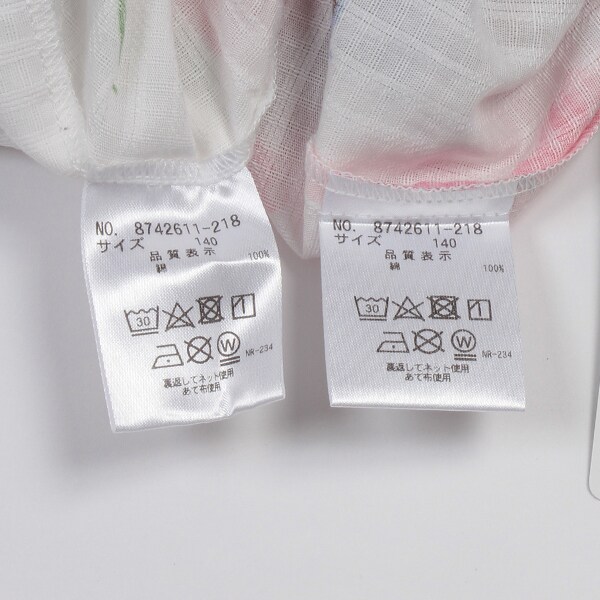 NO. 8742611-218
サイズ 140
品質表示
綿 100%
30
W
NR-234
裏返してネット使用
あて布使用
NO. 8742611-218
サイズ 140
品質表示
綿 100%
30
W
NR-234
裏返してネット使用
あて布使用